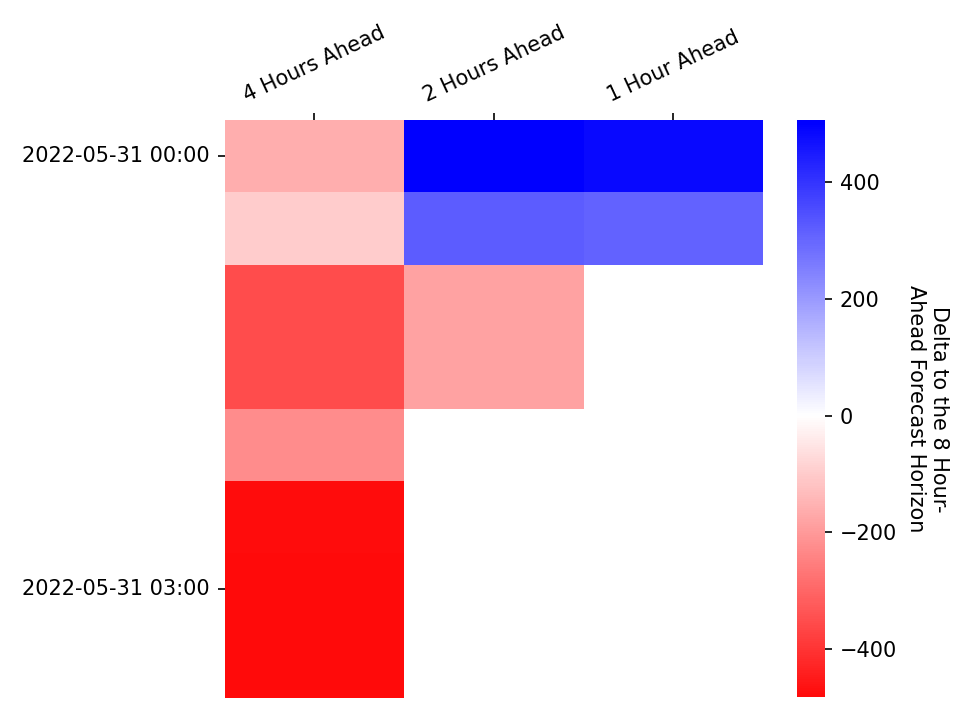 4 Hours Ahead
2 Hours Ahead
1 Hour Ahead
2022-05-31 00:00
2022-05-31 03:00
400
200
0
−200
−400
Delta to the 8 Hour-
Ahead Forecast Horizon